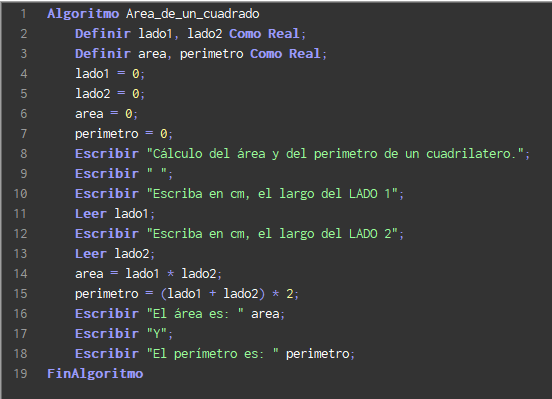 1 Algoritmo Area_de_un_cuadrado
2 Definir lado1, lado2 Como Real;
3 Definir area, perimetro Como Real;
4 lado1 = 0;
5 lado2 = 0;
6 area = 0;
7 perimetro = 0;
8 Escribir "Cálculo del área y del perimetro de un cuadrilatero.";
9 Escribir " ";
10 Escribir "Escriba en cm, el largo del LADO 1";
11 Leer lado1;
12 Escribir "Escriba en cm, el largo del LADO 2";
13 Leer lado2;
14 area = lado1 * lado2;
15 perimetro = (lado1 + lado2) * 2;
16 Escribir "El área es: " area;
17 Escribir "Y";
18 Escribir "El perímetro es: " perimetro;
19 FinAlgoritmo